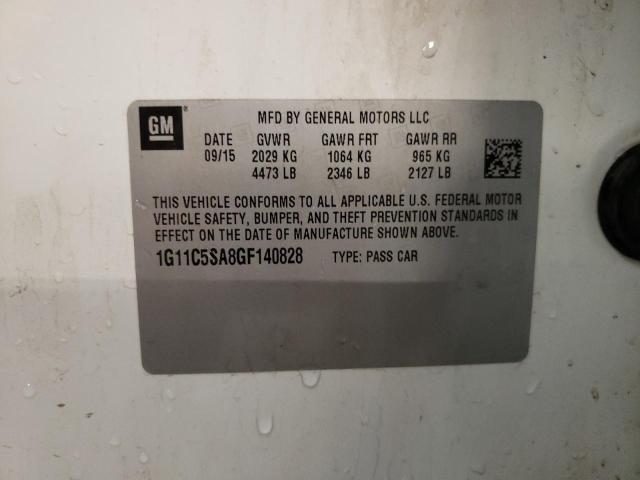 GM ®
MFD BY GENERAL MOTORS LLC
DATE GVWR GAWR FRT GAWR RR
09/15 2029 KG 1064 KG 965 KG
4473 LB 2346 LB 2127 LB
THIS VEHICLE CONFORMS TO ALL APPLICABLE U.S. FEDERAL MOTOR
VEHICLE SAFETY, BUMPER, AND THEFT PREVENTION STANDARDS IN
EFFECT ON THE DATE OF MANUFACTURE SHOWN ABOVE.
1G11C5SA8GF140828 TYPE: PASS CAR